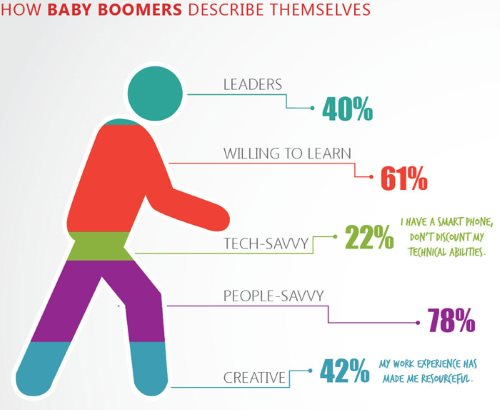 HOW BABY BOOMERS DESCRIBE THEMSELVES
LEADERS
40%
WILLING TO LEARN
61%
TECH-SAVVY
22%
I HAVE A SMART PHONE,
DON'T DISCOUNT MY
TECHNICAL ABILITIES.
PEOPLE-SAVVY
78%
CREATIVE
42%
MY WORK EXPERIENCE HAS
MADE ME RESOURCEFUL.